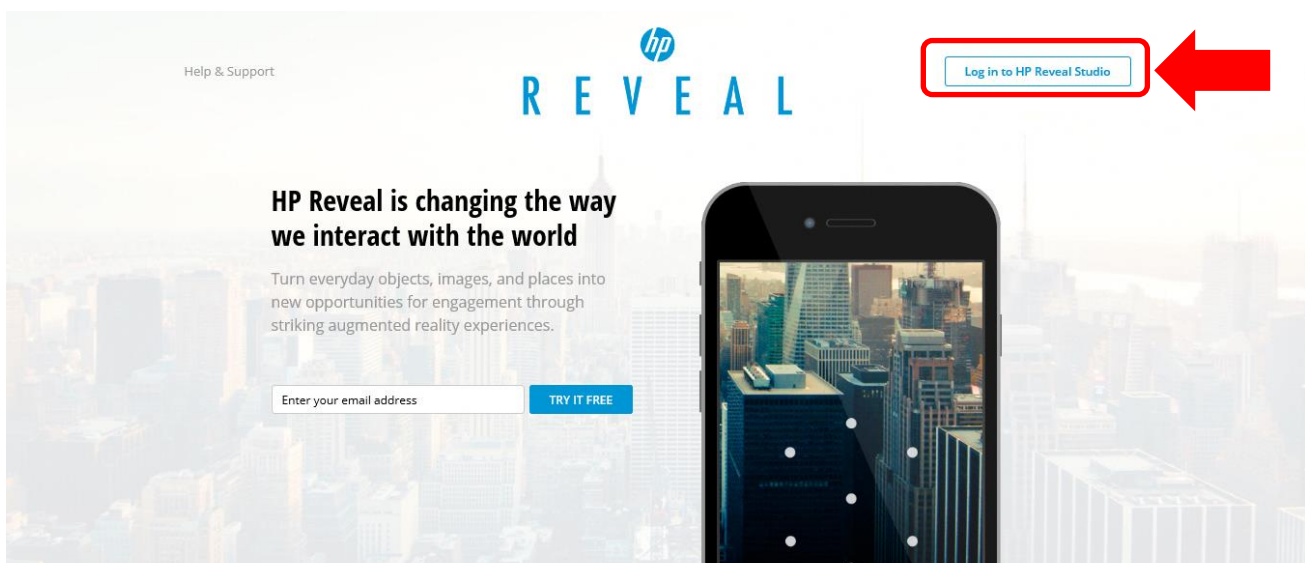 Help & Support
hp
REVEAL
Log in to HP Reveal Studio
HP Reveal is changing the way
we interact with the world
Turn everyday objects, images, and places into
new opportunities for engagement through
striking augmented reality experiences.
Enter your email address
TRY IT FREE